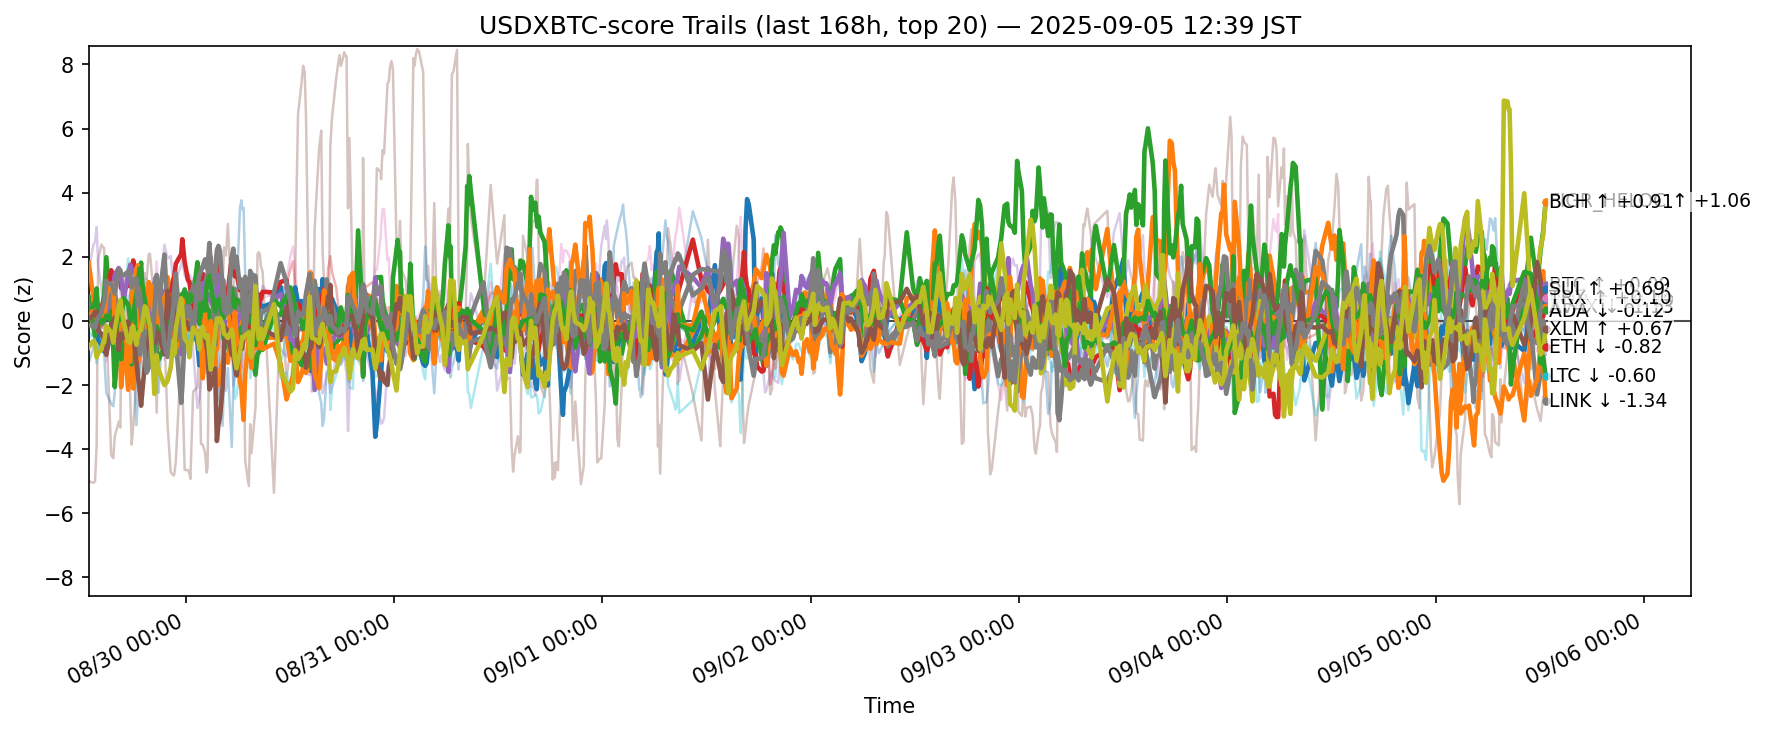 USDXBTC-score Trails (last 168h, top 20) — 2025-09-05 12:39 JST
Score (z)
8
6
4
2
0
−2
−4
−6
−8
BCH ↑ +0.91↑ +1.06
SUI ↑ +0.69
TRX ↑ +0.10
ADA ↓ -0.12
XLM ↑ +0.67
ETH ↓ -0.82
LTC ↓ -0.60
LINK ↓ -1.34
08/30 00:00
08/31 00:00
09/01 00:00
09/02 00:00
09/03 00:00
09/04 00:00
09/05 00:00
09/06 00:00
Time